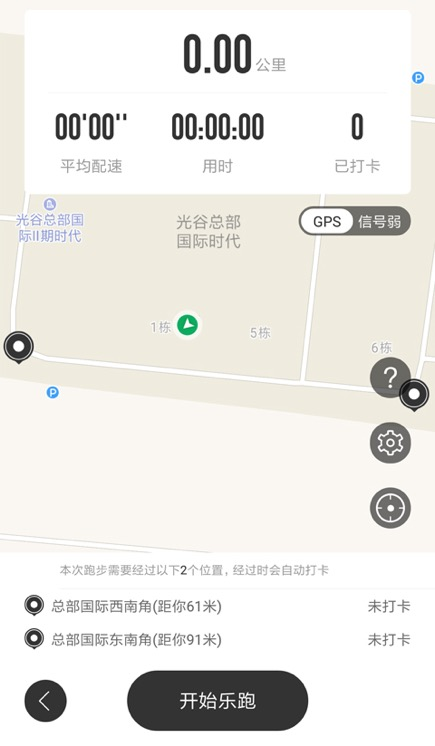 0.00公里
00'00" 00:00:00 0
平均配速 用时 已打卡
P
光谷总部国
际II期时代
光谷总部
国际时代
GPS 信号弱
1栋
5栋
6栋
?
P
本次跑步需要经过以下2个位置，经过时会自动打卡
总部国际西南角(距你61米) 未打卡
总部国际东南角(距你91米) 未打卡
开始乐跑